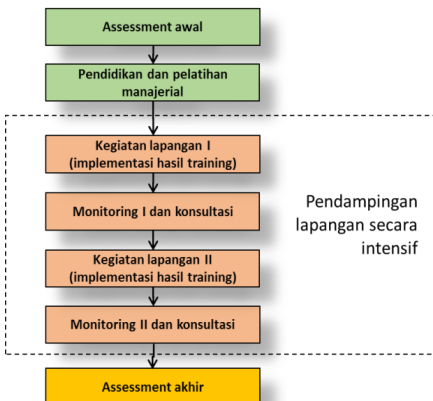 Assessment awal
Pendidikan dan pelatihan
manajerial
Kegiatan lapangan I
(implementasi hasil training)
Monitoring I dan konsultasi
Pendampingan
lapangan secara
intensif
Kegiatan lapangan II
(implementasi hasil training)
Monitoring II dan konsultasi
Assessment akhir